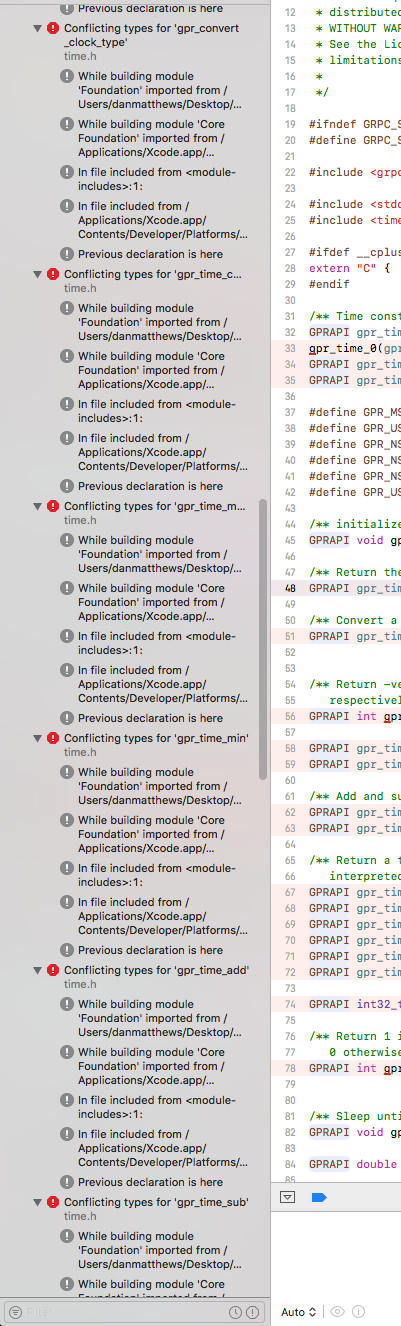 Previous declaration is here
Conflicting types for 'gpr_convert
_clock_type'
time.h
While building module
'Foundation' imported from /
Users/danmatthews/Desktop/...
While building module 'Core
Foundation' imported from /
Applications/Xcode.app/...
In file included from <module-
includes>:1:
In file included from /
Applications/Xcode.app/
Contents/Developer/Platforms/...
Previous declaration is here
Conflicting types for 'gpr_time_c...
time.h
While building module
'Foundation' imported from /
Users/danmatthews/Desktop/...
While building module 'Core
Foundation' imported from /
Applications/Xcode.app/...
In file included from <module-
includes>:1:
In file included from /
Applications/Xcode.app/
Contents/Developer/Platforms/...
Previous declaration is here
Conflicting types for 'gpr_time_m...
time.h
While building module
'Foundation' imported from /
Users/danmatthews/Desktop/...
While building module 'Core
Foundation' imported from /
Applications/Xcode.app/...
In file included from <module-
includes>:1:
In file included from /
Applications/Xcode.app/
Contents/Developer/Platforms/...
Previous declaration is here
Conflicting types for 'gpr_time_min'
time.h
While building module
'Foundation' imported from /
Users/danmatthews/Desktop/...
While building module 'Core
Foundation' imported from /
Applications/Xcode.app/...
In file included from <module-
includes>:1:
In file included from /
Applications/Xcode.app/
Contents/Developer/Platforms/...
Previous declaration is here
Conflicting types for 'gpr_time_add'
time.h
While building module
'Foundation' imported from /
Users/danmatthews/Desktop/...
While building module 'Core
Foundation' imported from /
Applications/Xcode.app/...
In file included from <module-
includes>:1:
In file included from /
Applications/Xcode.app/
Contents/Developer/Platforms/...
Previous declaration is here
Conflicting types for 'gpr_time_sub'
time.h
While building module
'Foundation' imported from /
Users/danmatthews/Desktop/...
While building module 'Core
Foundation' imported from /
Filter
12 * distributed
13 * WITHOUT WAR
14 * See the Lic
15 * limitations
16 *
17 */
18
19 #ifndef GRPC_S
20 #define GRPC_S
21
22 #include <grpc
23
24 #include <stdd
25 #include <time
26
27 #ifdef __cplus
28 extern "C" {
29 #endif
30
31 /** Time const
32 GPRAPI gpr_tim
33 gpr_time_0(gpr
34 GPRAPI gpr_tim
35 GPRAPI gpr_tim
36
37 #define GPR_MS
38 #define GPR_US
39 #define GPR_NS
40 #define GPR_NS
41 #define GPR_NS
42 #define GPR_US
43
44 /** initialize
45 GPRAPI void gp
46
47 /** Return the
48 GPRAPI gpr_tim
49
50 /** Convert a
51 GPRAPI gpr_tim
52
53
54 /** Return -ve
55 respectivel
56 GPRAPI int gpr
57
58 GPRAPI gpr_tim
59 GPRAPI gpr_tim
60
61 /** Add and su
62 GPRAPI gpr_tim
63 GPRAPI gpr_tim
64
65 /** Return a t
66 interpreted
67 GPRAPI gpr_tim
68 GPRAPI gpr_tim
69 GPRAPI gpr_tim
70 GPRAPI gpr_tim
71 GPRAPI gpr_tim
72 GPRAPI gpr_tim
73
74 GPRAPI int32_t
75
76 /** Return 1 i
77 0 otherwise
78 GPRAPI int gpr
79
80
81 /** Sleep unti
82 GPRAPI void gp
83
84 GPRAPI double
85
Auto